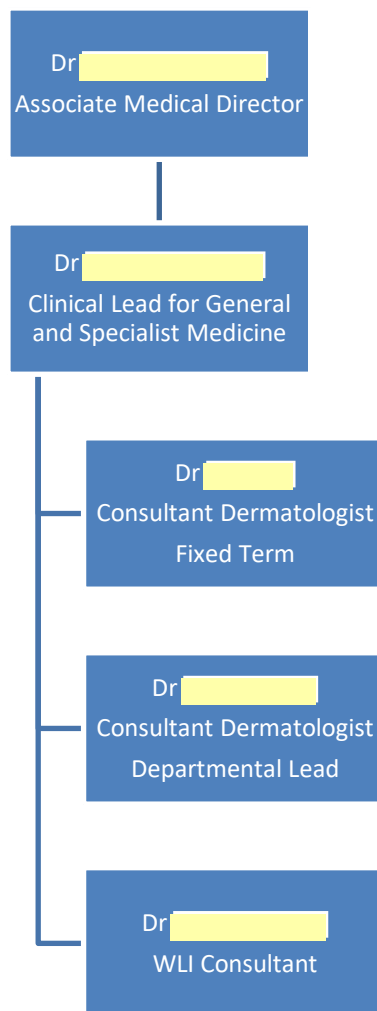 Dr
Associate Medical Director
Dr
Clinical Lead for General
and Specialist Medicine
Dr
Consultant Dermatologist
Fixed Term
Dr
Consultant Dermatologist
Departmental Lead
Dr
WLI Consultant